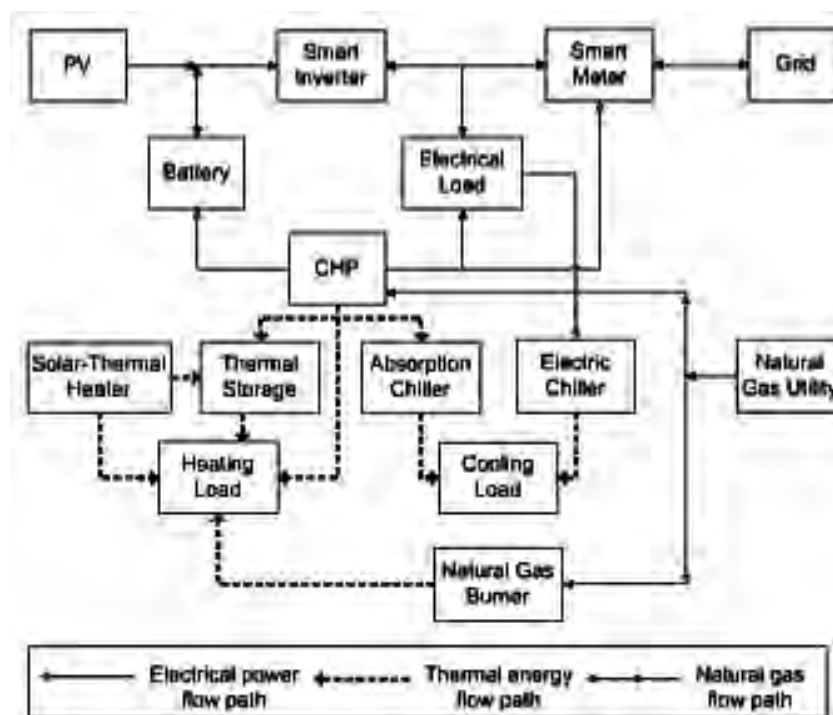 PV
Smart
Inverter
Smart
Meter
Grid
Battery
Electrical
Load
CHP
Solar-Thermal
Heater
Thermal
Storage
Absorption
Chiller
Electric
Chiller
Natural
Gas Utility
Heating
Load
Cooling
Load
Natural Gas
Burner
Electrical power
flow path
Thermal energy
flow path
Natural gas
flow path